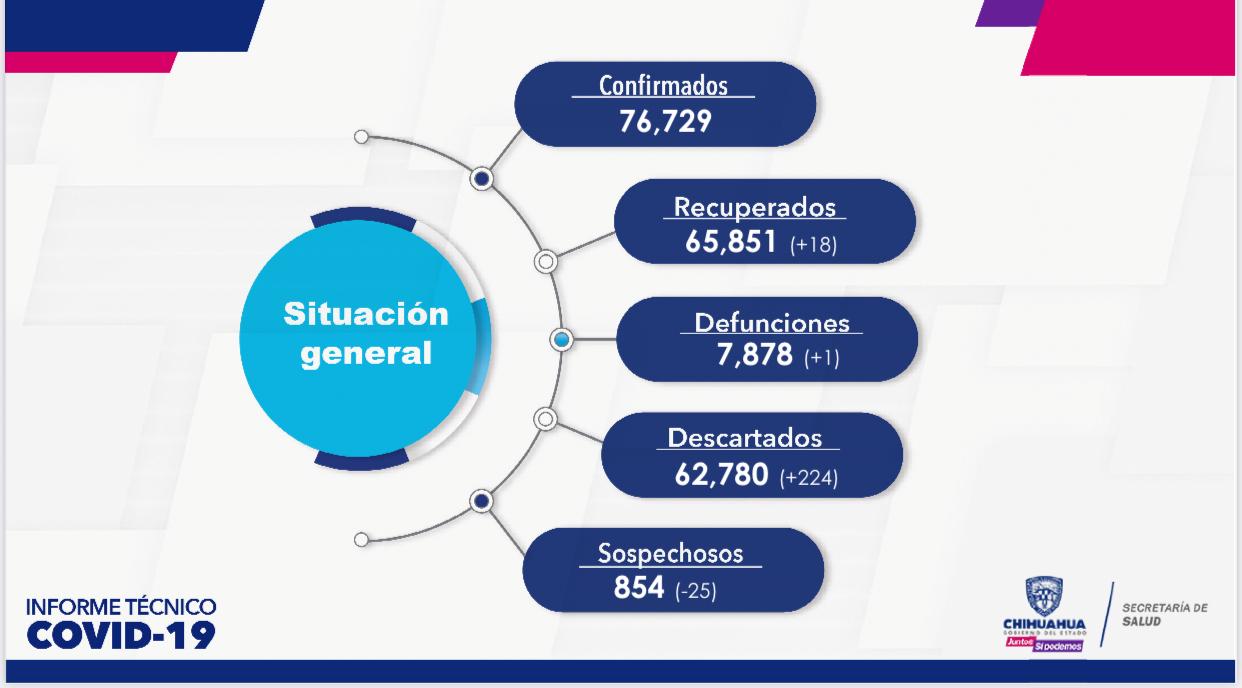 Confirmados
76,729
Recuperados
65,851 (+18)
Situación
general
Defunciones
7,878 (+1)
Descartados
62,780 (+224)
Sospechosos
854 (-25)
INFORME TÉCNICO
COVID-19
CHIHUAHUA
GOBIERNO DEL ESTADO
Juntos Sí podemos
SECRETARÍA DE
SALUD